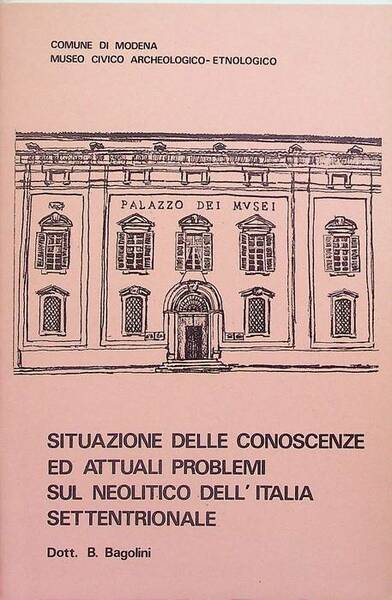 COMUNE DI MODENA
MUSEO CIVICO ARCHEOLOGICO-ETNOLOGICO
PALAZZO DEI MVSEI
SITUAZIONE DELLE CONOSCENZE
ED ATTUALI PROBLEMI
SUL NEOLITICO DELL'ITALIA
SETTENTRIONALE
Dott. B. Bagolini